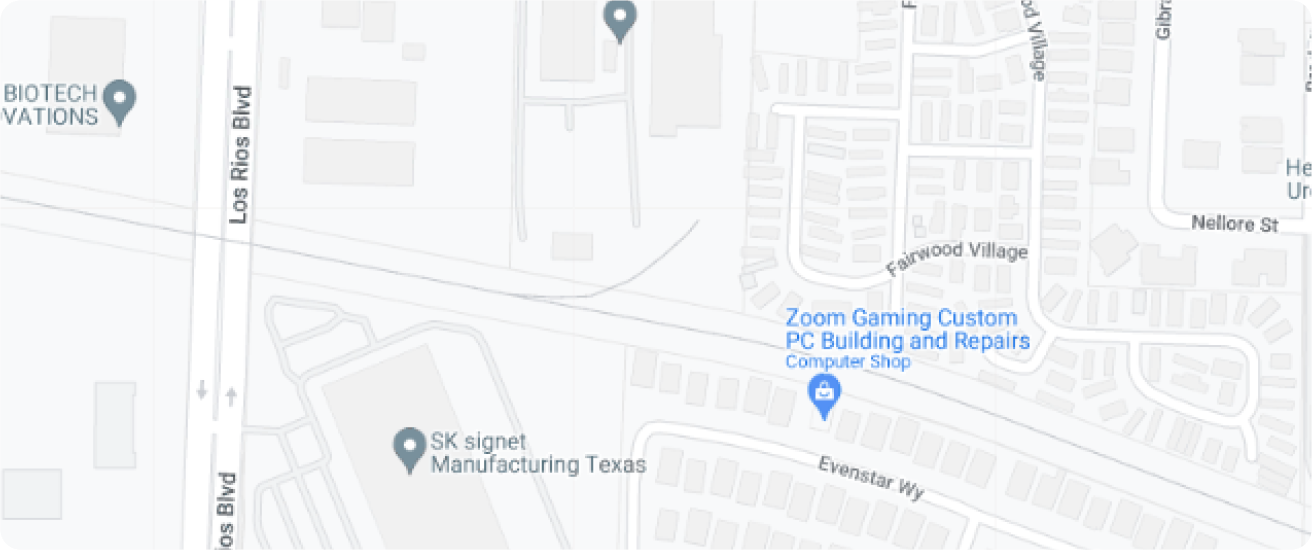 BIOTECH
VATIONS
Los Rios Blvd
Village
Nellore St
Fairwood Village
Zoom Gaming Custom
PC Building and Repairs
Computer Shop
SK signet
Manufacturing Texas
Evenstar Wy
Blvd